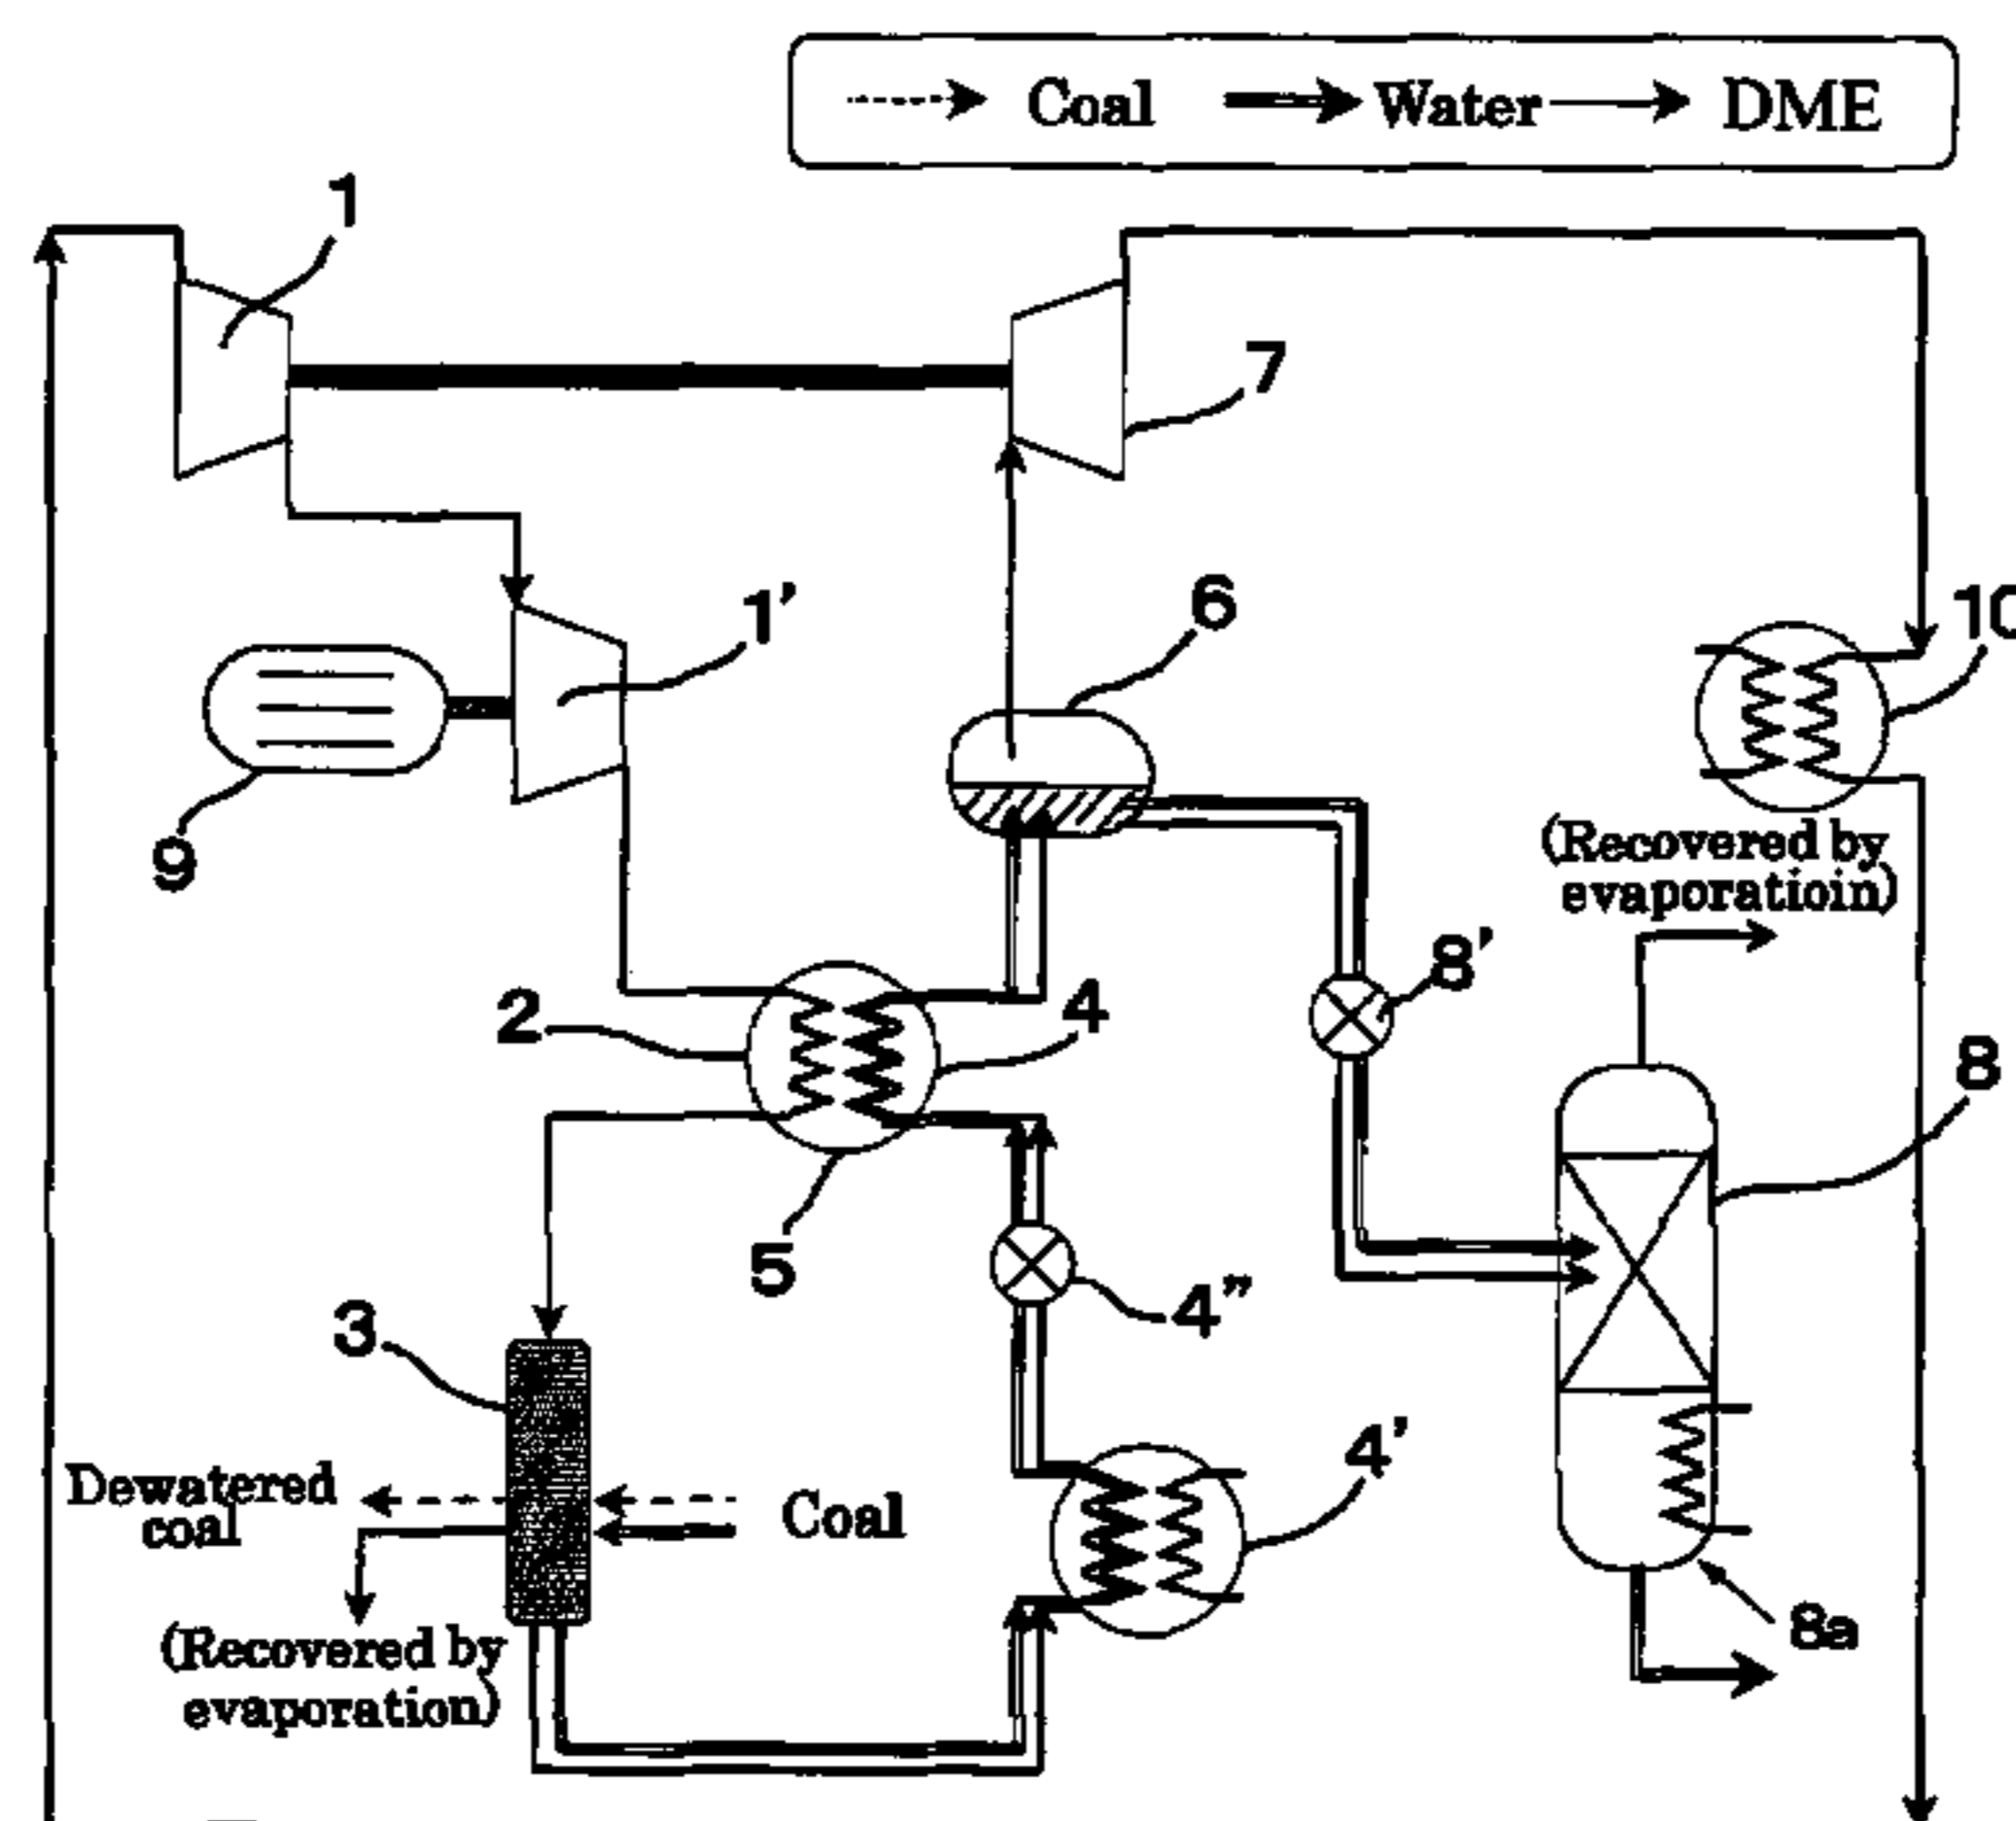 Coal Water DME
1
7
1'
6
10
9
(Recovered by
evaporatioin)
8'
2
4
8
5
4”
3
4'
Dewatered
coal
Coal
(Recovered by
evaporation)
8a